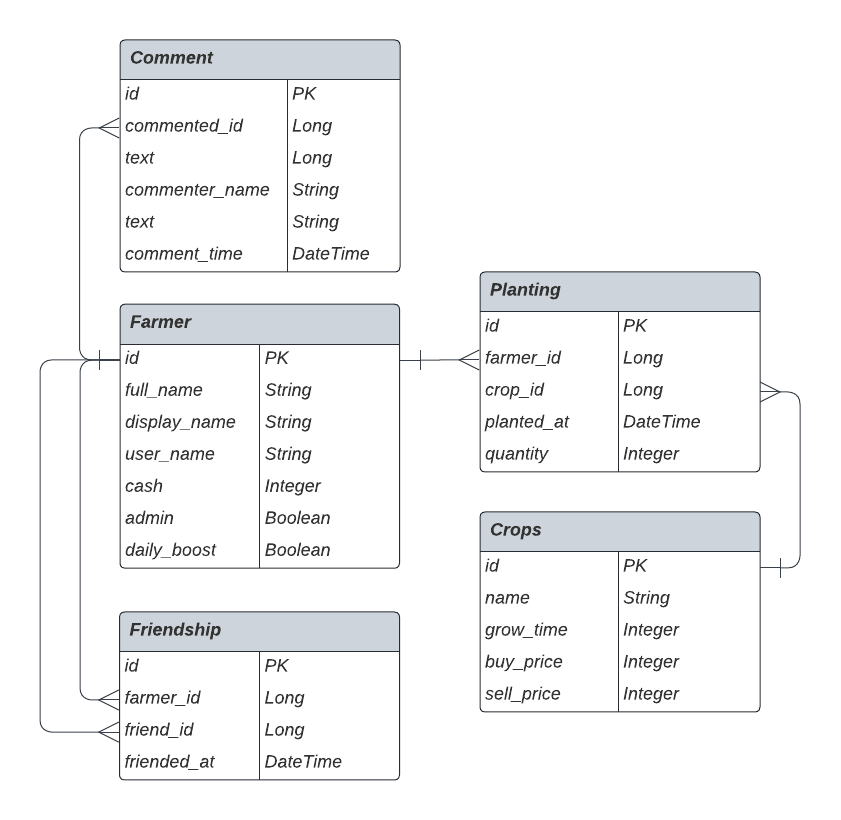 Comment
id PK
commented_id Long
text Long
commenter_name String
text String
comment_time DateTime
Farmer
id PK
full_name String
display_name String
user_name String
cash Integer
admin Boolean
daily_boost Boolean
Friendship
id PK
farmer_id Long
friend_id Long
friended_at DateTime
Planting
id PK
farmer_id Long
crop_id Long
planted_at DateTime
quantity Integer
Crops
id PK
name String
grow_time Integer
buy_price Integer
sell_price Integer